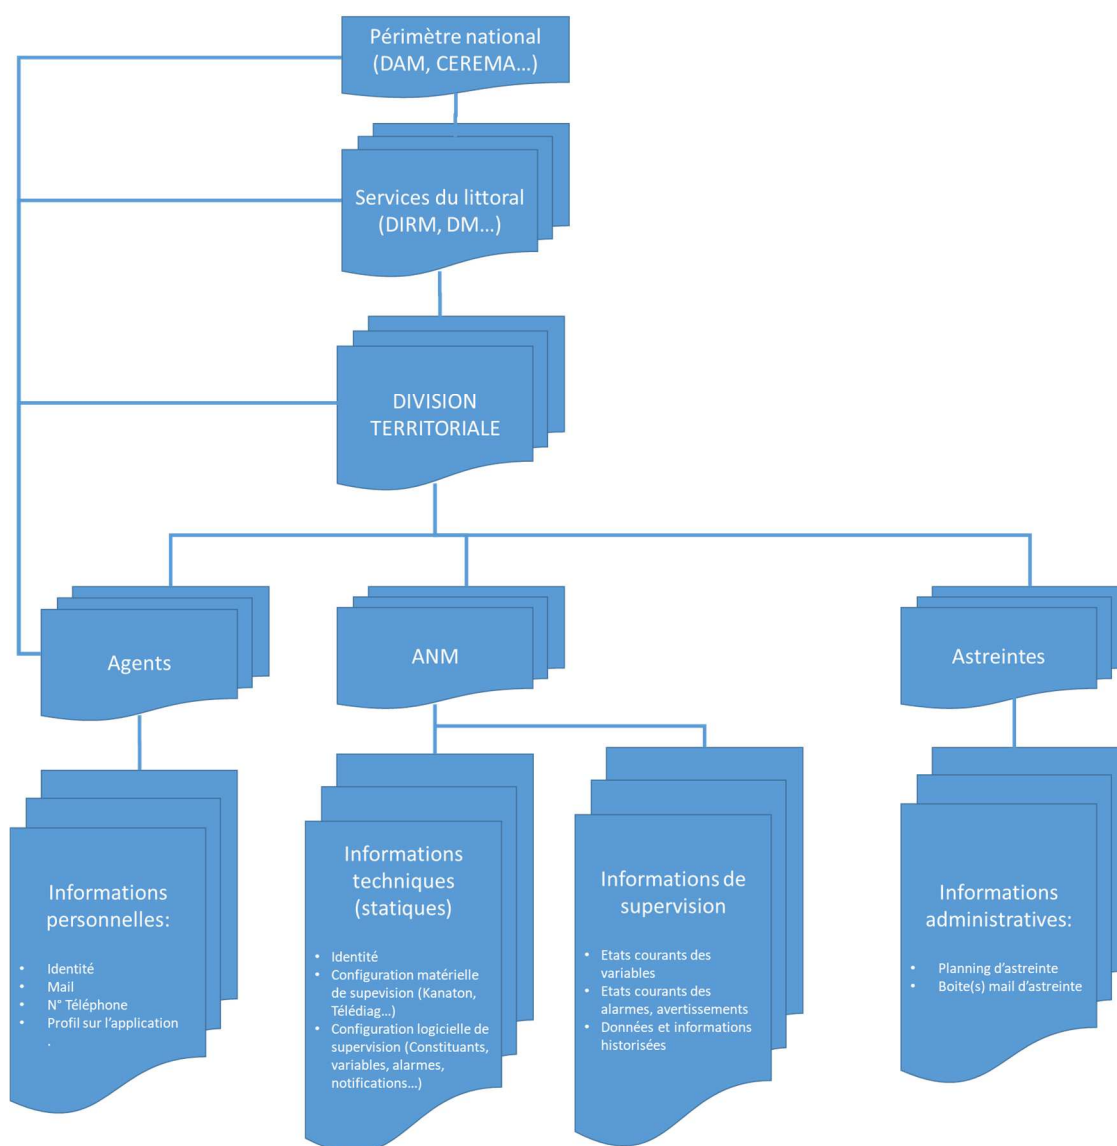 Périmètre national
(DAM, CEREMA…)
Services du littoral
(DIRM, DM…)
DIVISION
TERRITORIALE
Agents
ANM
Astreintes
Informations
personnelles:
• Identité
• Mail
• N° Téléphone
• Profil sur l’application
.
Informations
techniques
(statiques)
• Identité
• Configuration matérielle
de supevision (Kanaton,
Télédiag…)
• Configuration logicielle de
supervision (Constituants,
variables, alarmes,
notifications…)
Informations de
supervision
• Etats courants des
variables
• Etats courants des
alarmes, avertissements
• Données et informations
historisées
Informations
administratives:
• Planning d’astreinte
• Boite(s) mail d’astreinte